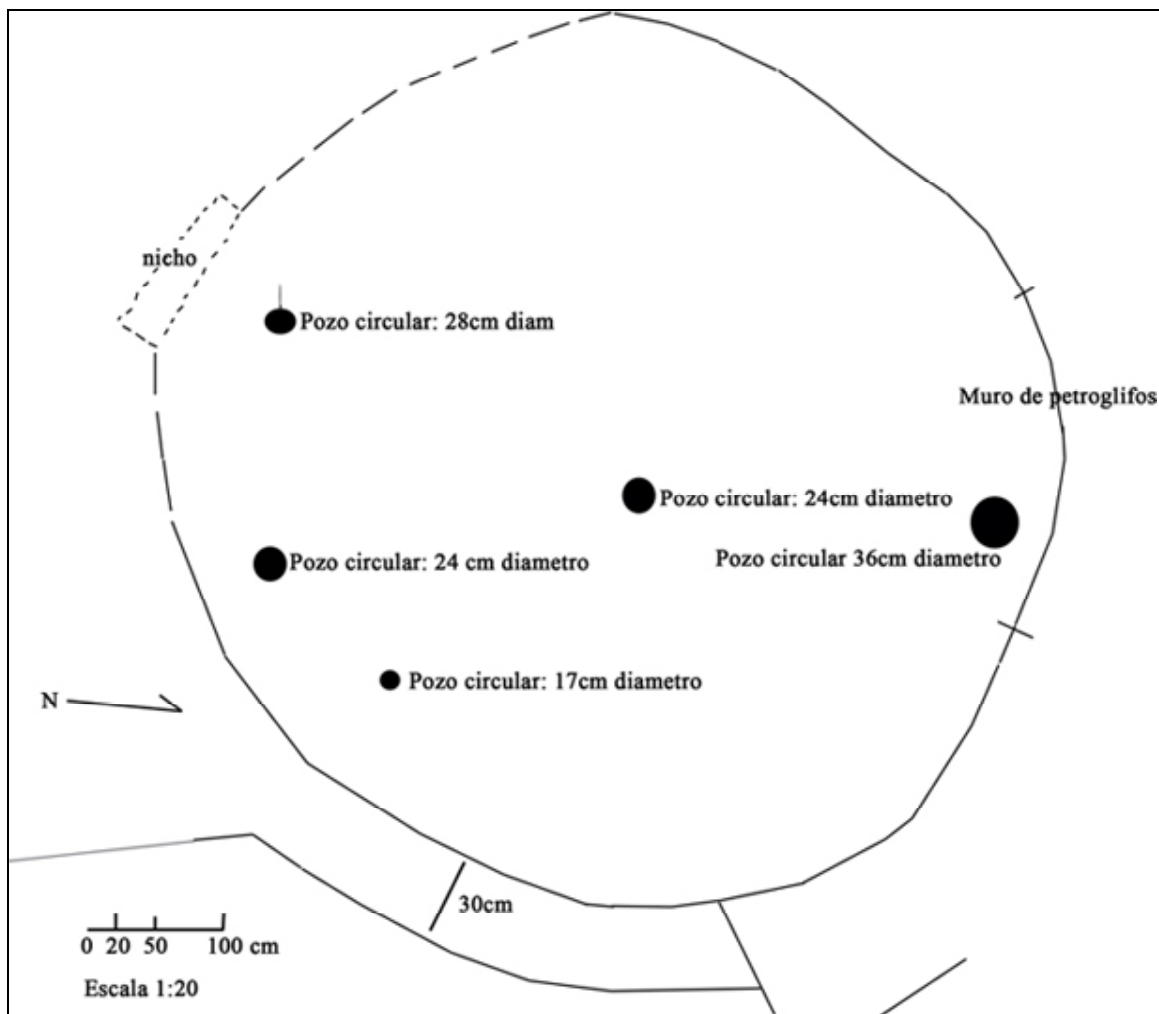 nicho
Pozo circular: 28cm diam
Muro de petroglifos
Pozo circular: 24cm diametro
Pozo circular 36cm diametro
Pozo circular: 24 cm diametro
Pozo circular: 17cm diametro
N
30cm
0 20 50 100 cm
Escala 1:20